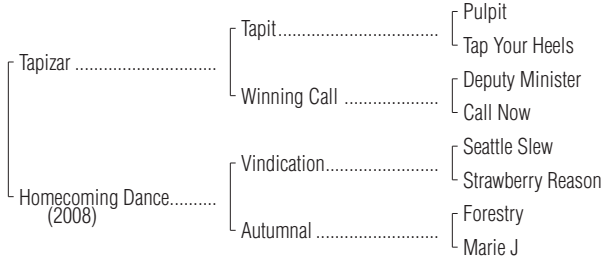 Pulpit
Tapit
Tap Your Heels
Tapizar
Deputy Minister
Winning Call
Call Now
Seattle Slew
Vindication
Strawberry Reason
Homecoming Dance
(2008)
Forestry
Autumnal
Marie J